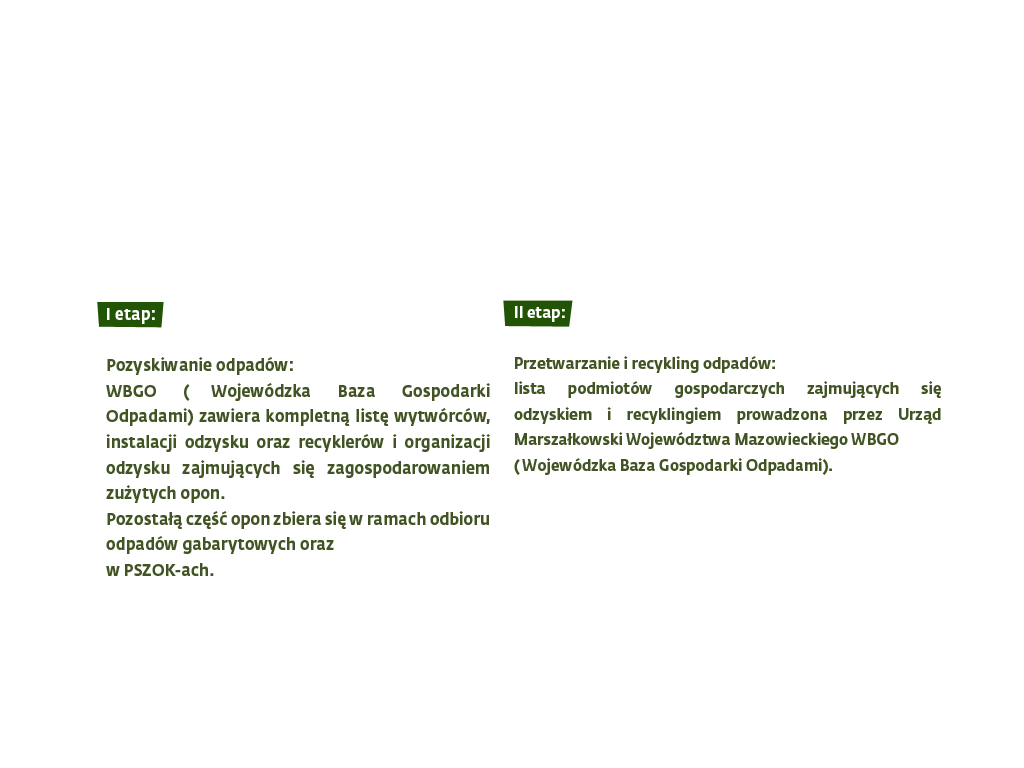 I etap:
Pozyskiwanie odpadów:
WBGO ( Wojewódzka Baza Gospodarki
Odpadami) zawiera kompletną listę wytwórców,
instalacji odzysku oraz recyklerów i organizacji
odzysku zajmujących się zagospodarowaniem
zużytych opon.
Pozostałą część opon zbiera się w ramach odbioru
odpadów gabarytowych oraz
w PSZOK-ach.
II etap:
Przetwarzanie i recykling odpadów:
lista podmiotów gospodarczych zajmujących się
odzyskiem i recyklingiem prowadzona przez Urząd
Marszałkowski Województwa Mazowieckiego WBGO
(Wojewódzka Baza Gospodarki Odpadami).